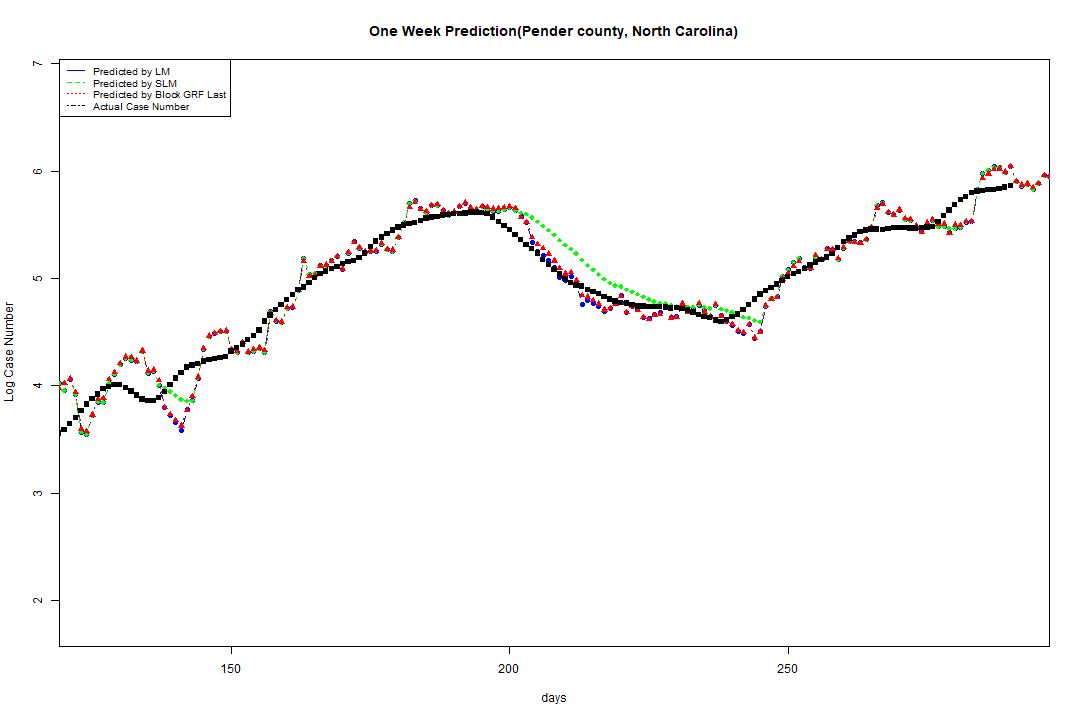 One Week Prediction(Pender county, North Carolina)
Predicted by LM
Predicted by SLM
Predicted by Block GRF Last
Actual Case Number
7
6
5
4
3
2
Log Case Number
150
200
250
days